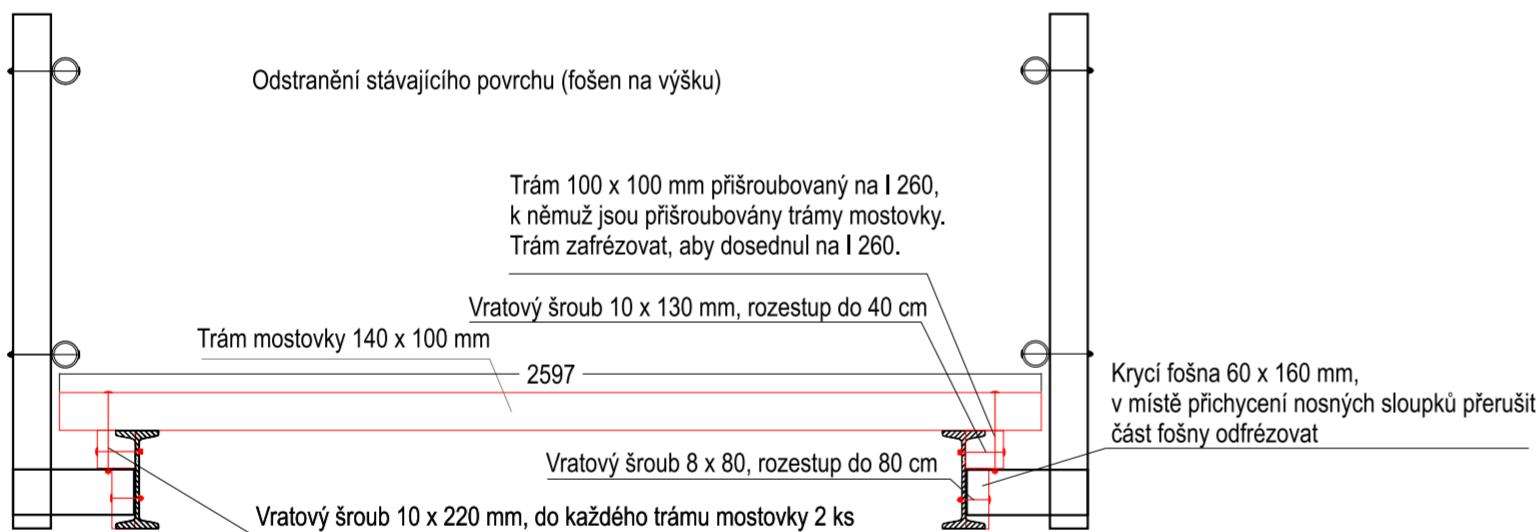 Odstranění stávajícího povrchu (fošen na výšku)
Trám 100 x 100 mm přišroubovaný na I 260,
k němuž jsou přišroubovány trámy mostovky.
Trám zafrézovat, aby dosednul na I 260.
Vratový šroub 10 x 130 mm, rozestup do 40 cm
Trám mostovky 140 x 100 mm
2597
Krycí fošna 60 x 160 mm,
v místě přichycení nosných sloupků přerušit
část fošny odfrézovat
Vratový šroub 8 x 80, rozestup do 80 cm
Vratový šroub 10 x 220 mm, do každého trámu mostovky 2 ks